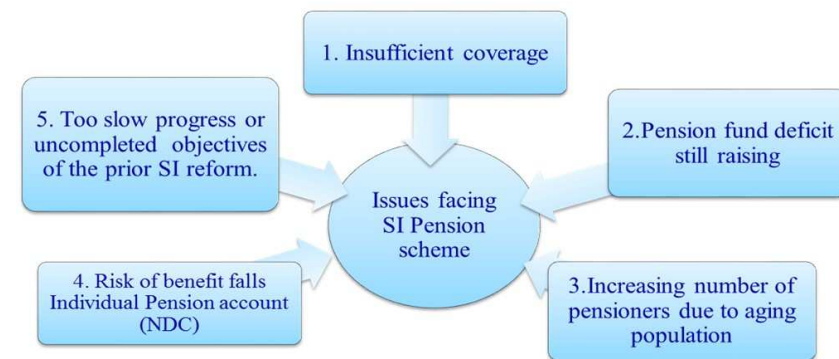 1. Insufficient coverage
5. Too slow progress or
uncompleted objectives
of the prior SI reform.
2.Pension fund deficit
still raising
Issues facing
SI Pension
scheme
4. Risk of benefit falls
Individual Pension account
(NDC)
3.Increasing number of
pensioners due to aging
population